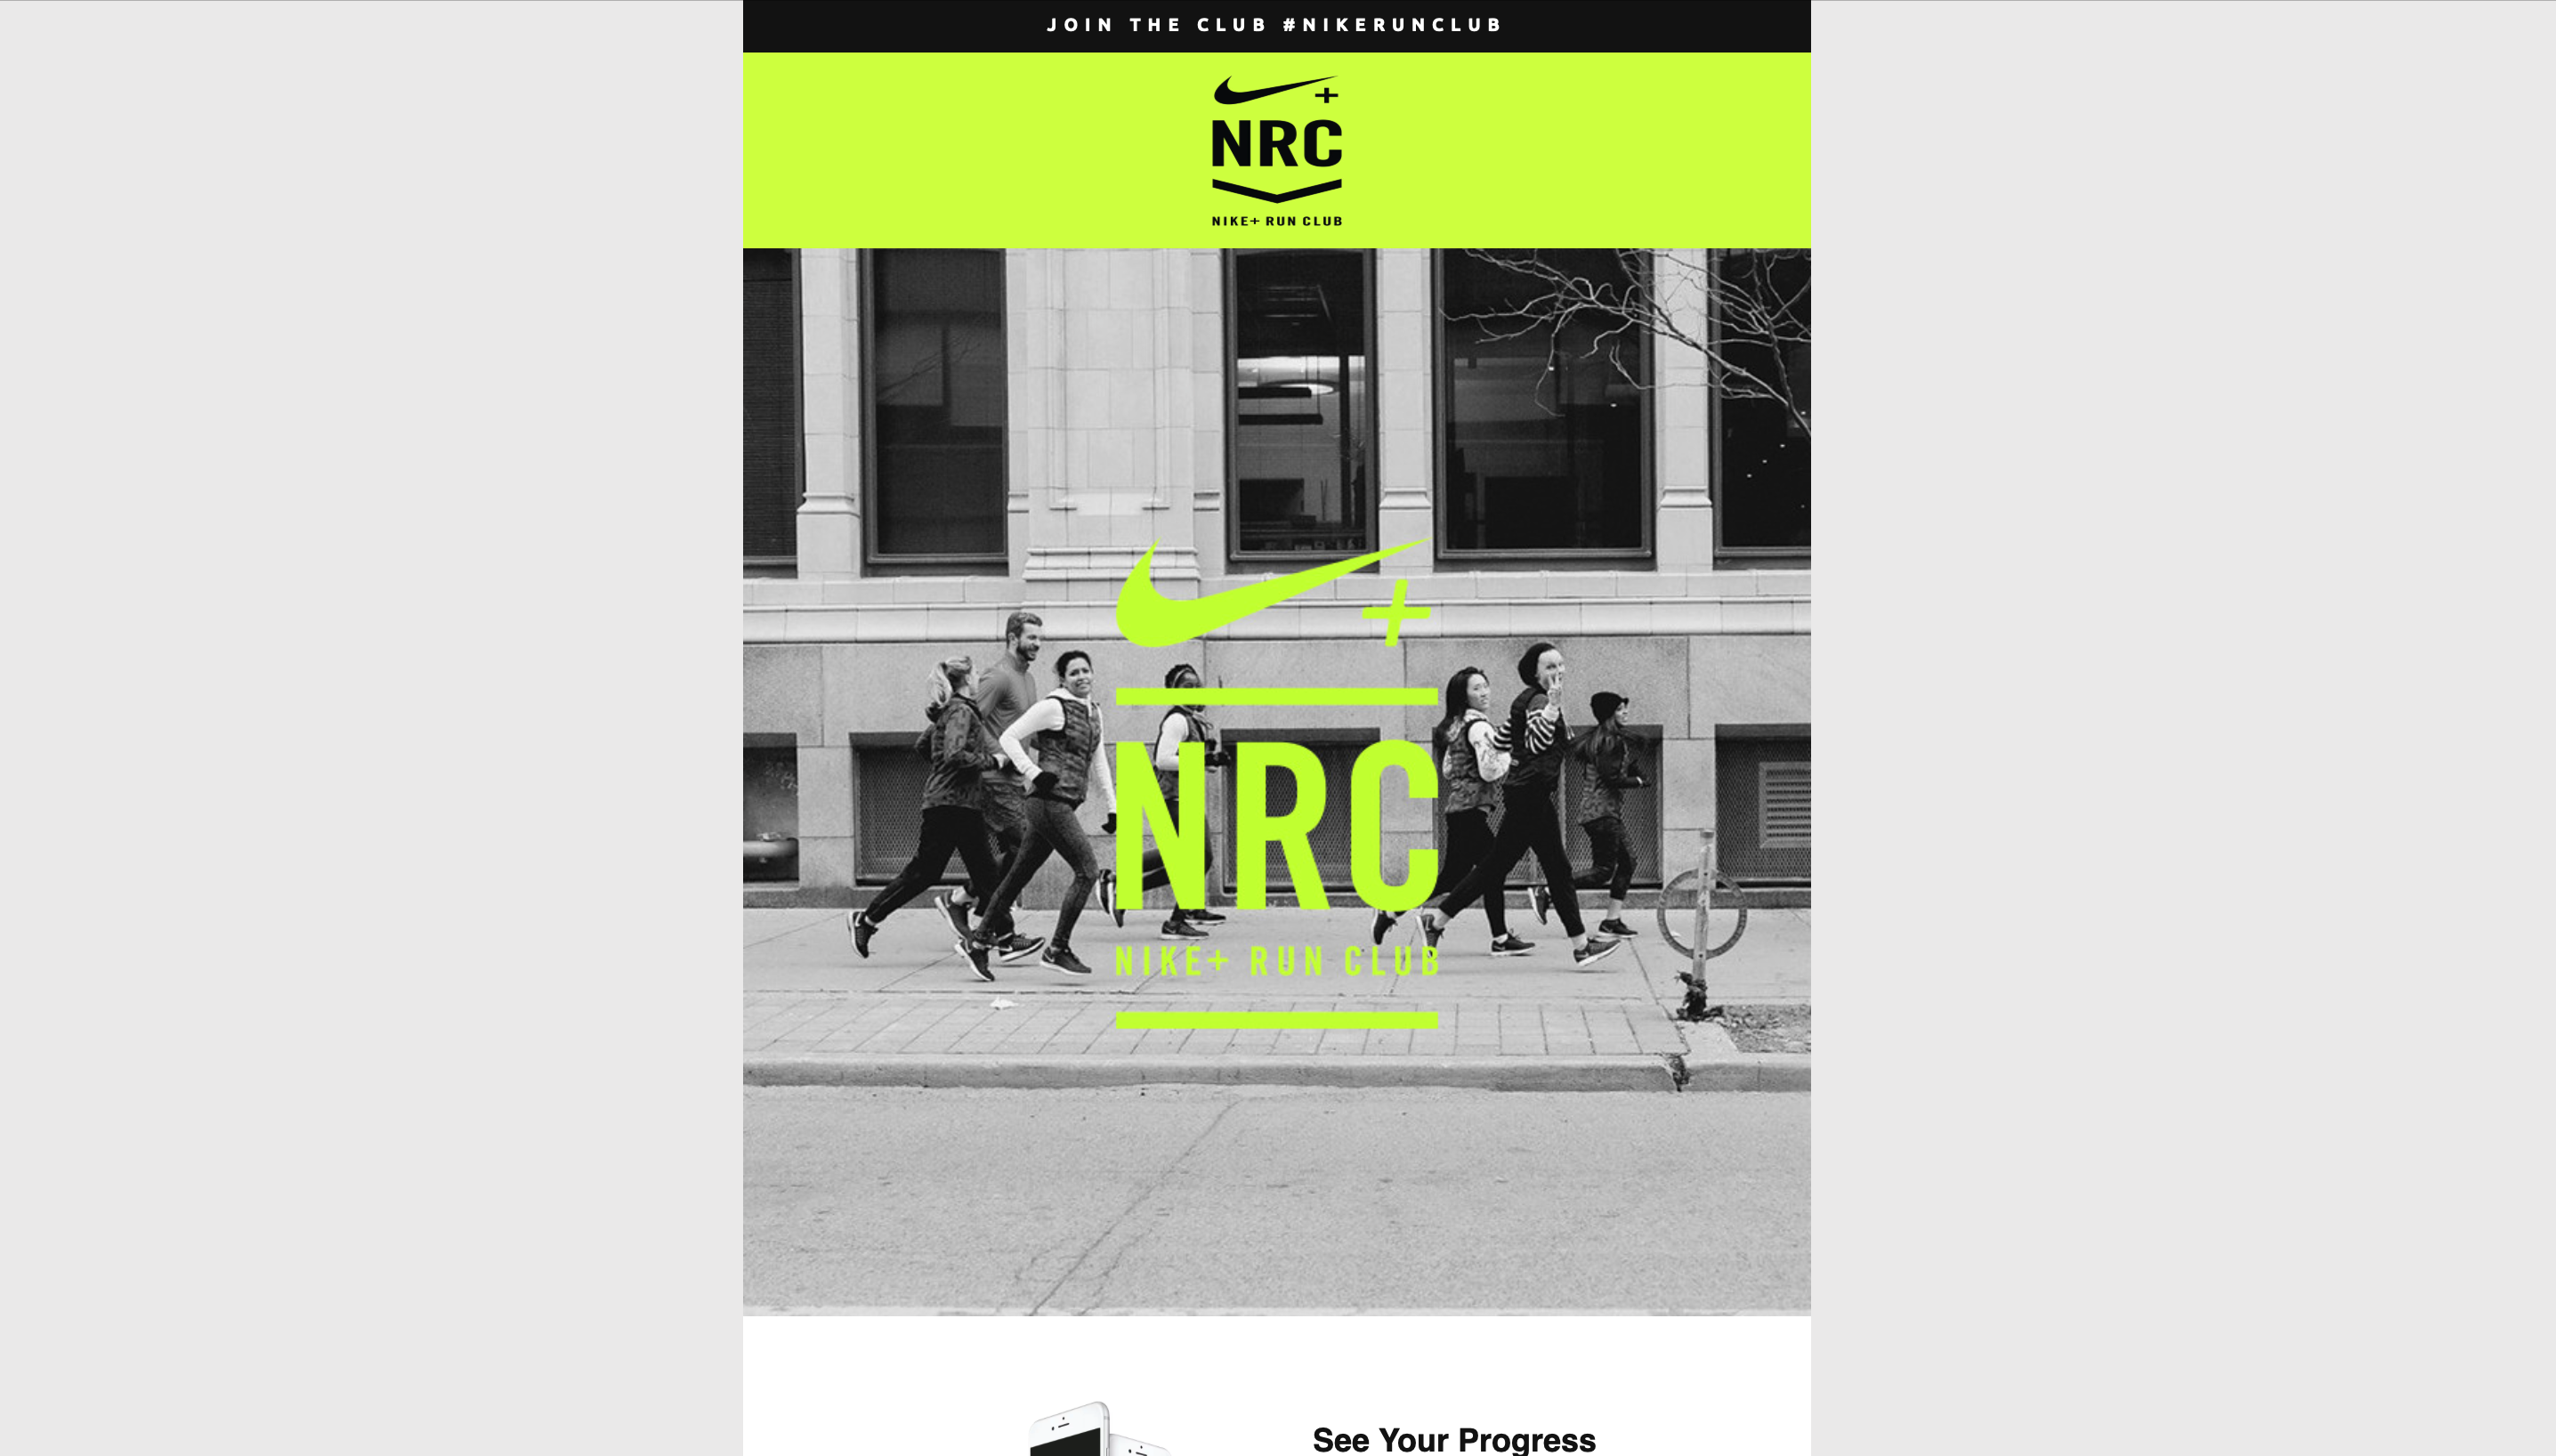 JOIN THE CLUB #NIKERUNCLUB
NRC
NIKE+ RUN CLUB
NRC
NIKE+ RUN CLUB
See Your Progress